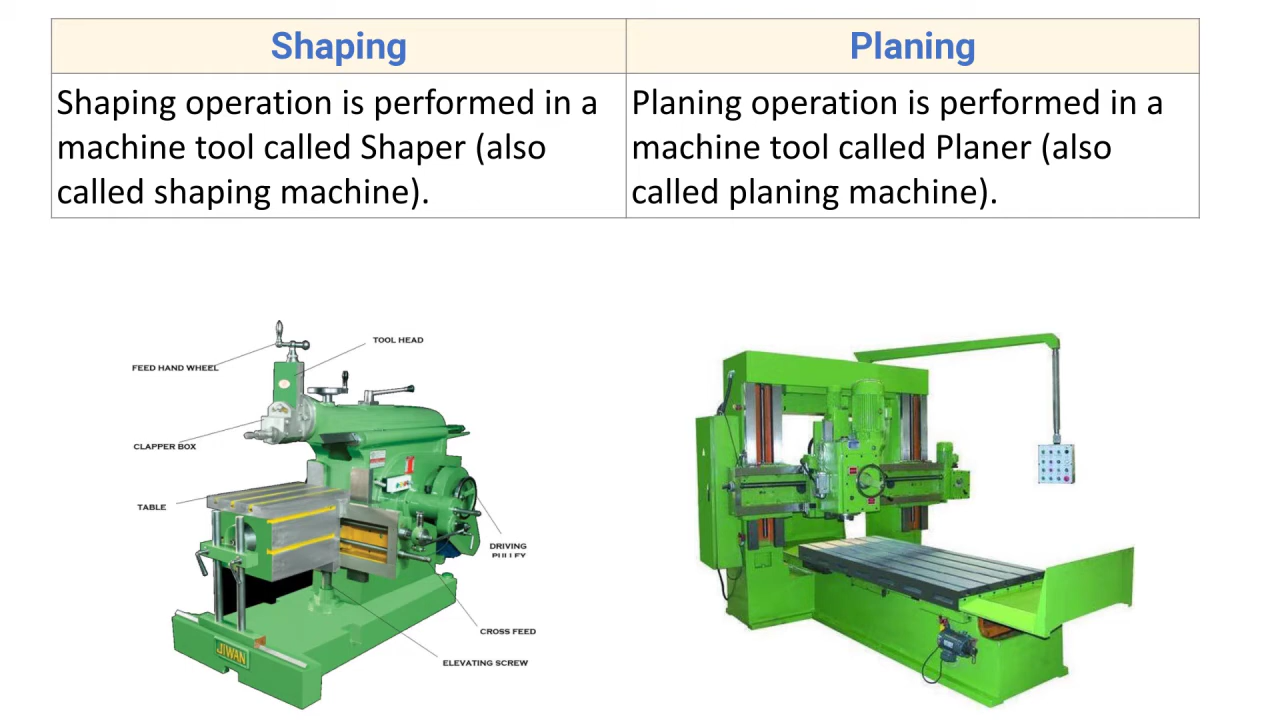 Shaping
Planing
Shaping operation is performed in a
machine tool called Shaper (also
called shaping machine).
Planing operation is performed in a
machine tool called Planer (also
called planing machine).
TOOL HEAD
FEED HAND WHEEL
CLAPPER BOX
TABLE
DRIVING
PULLEY
CROSS FEED
ELEVATING SCREW
JIWAN